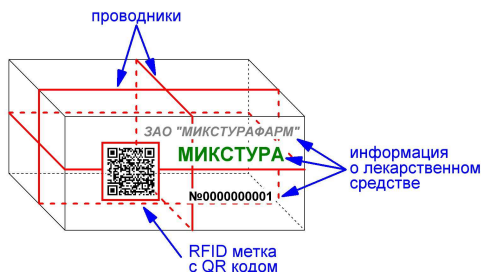 проводники
ЗАО "МИКСТУРАФАРМ"
МИКСТУРА
информация
о лекарственном
средстве
№0000000001
RFID метка
с QR кодом